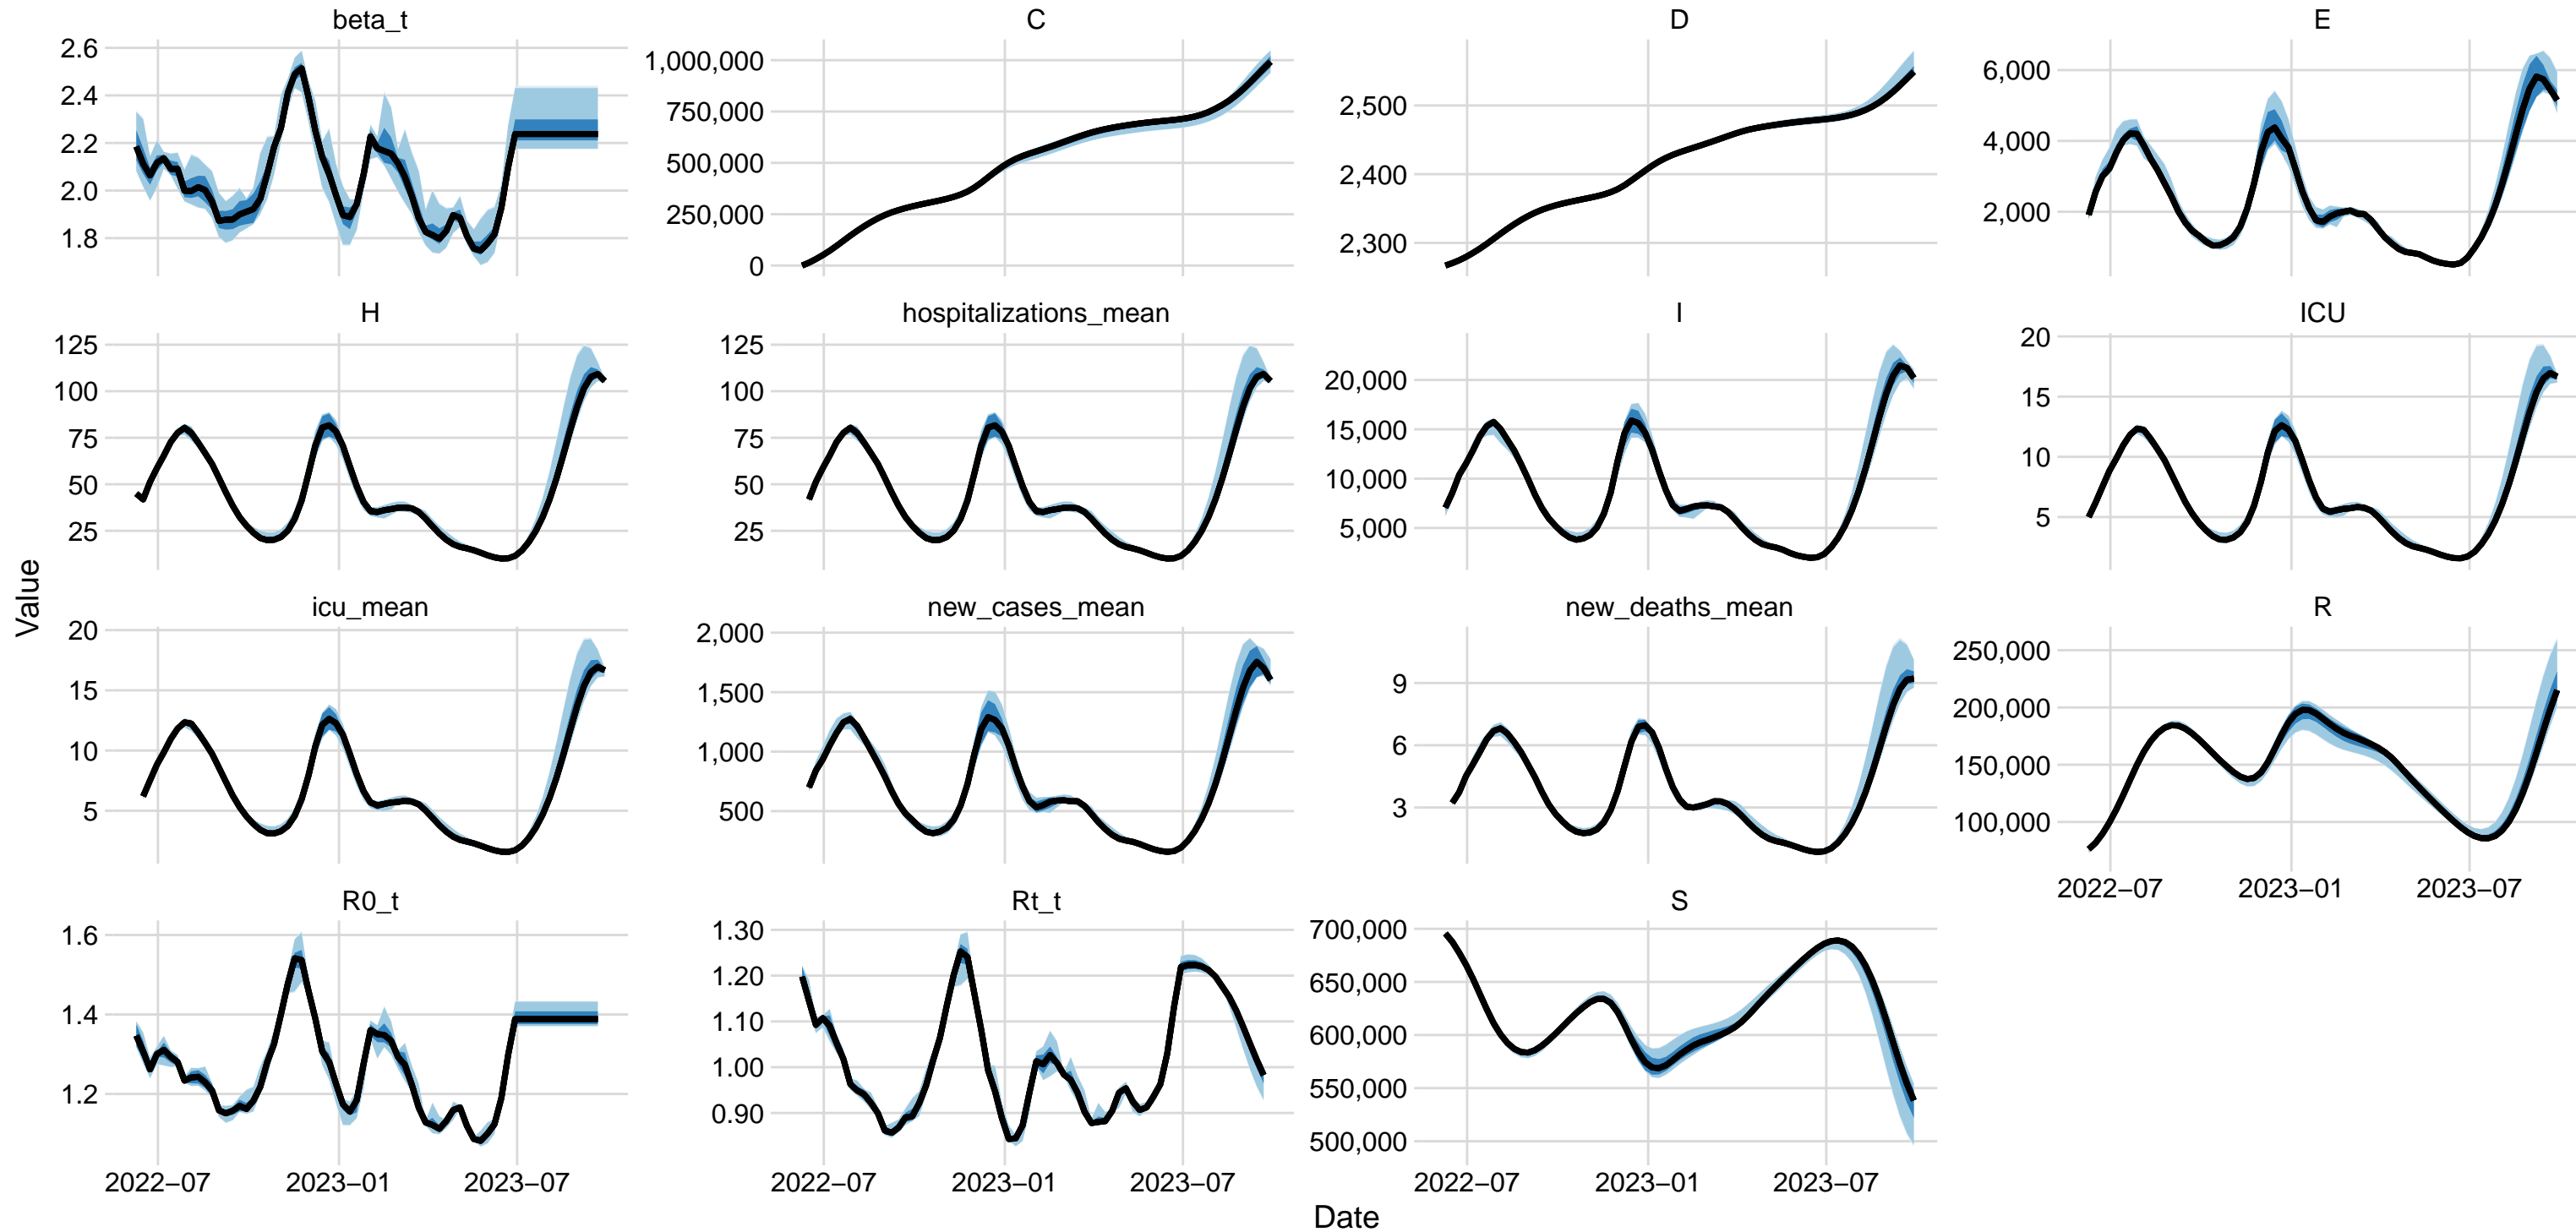 beta_t
2.6
2.4
2.2
2.0
1.8
C
1,000,000
750,000
500,000
250,000
0
D
2,500
2,400
2,300
E
6,000
4,000
2,000
H
125
100
75
50
25
hospitalizations_mean
125
100
75
50
25
I
20,000
15,000
10,000
5,000
ICU
20
15
10
5
Value
icu_mean
20
15
10
5
new_cases_mean
2,000
1,500
1,000
500
new_deaths_mean
9
6
3
R
250,000
200,000
150,000
100,000
2022−07 2023−01 2023−07
R0_t
1.6
1.4
1.2
2022−07 2023−01 2023−07
Rt_t
1.30
1.20
1.10
1.00
0.90
2022−07 2023−01 2023−07
S
700,000
650,000
600,000
550,000
500,000
2022−07 2023−01 2023−07
Date